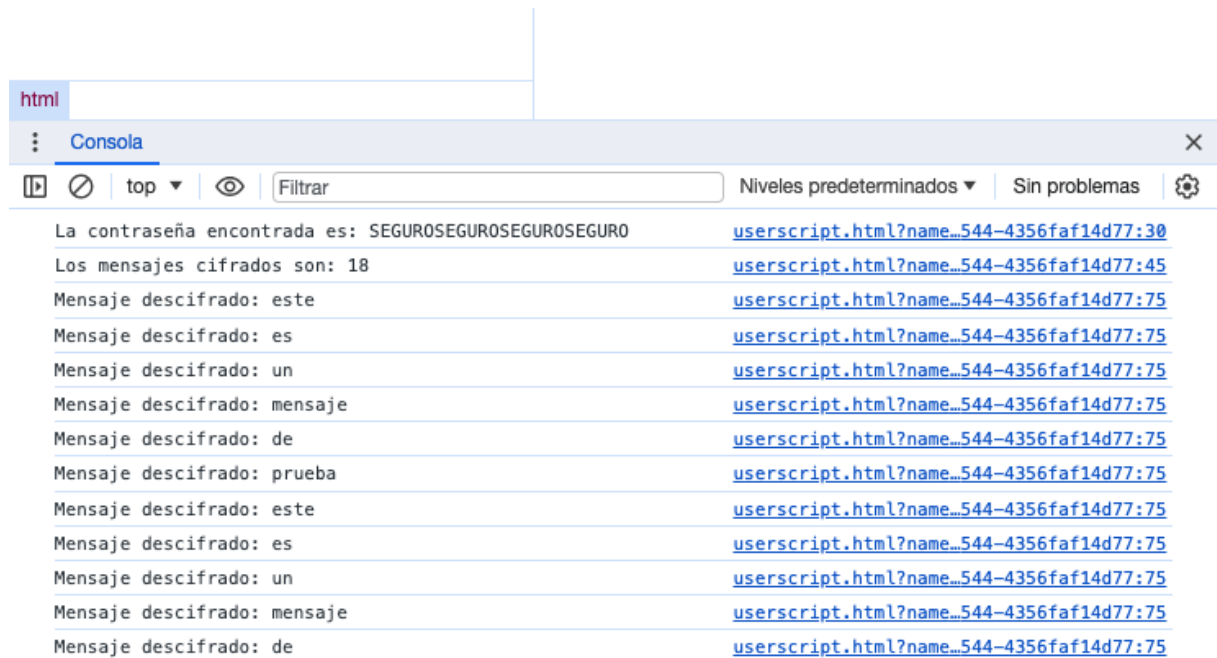 html
Consola
top Filtrar Niveles predeterminados Sin problemas
La contraseña encontrada es: SEGUROSEGUROSEGUROSEGURO userscript.html?name…544-4356faf14d77:30
Los mensajes cifrados son: 18 userscript.html?name…544-4356faf14d77:45
Mensaje descifrado: este userscript.html?name…544-4356faf14d77:75
Mensaje descifrado: es userscript.html?name…544-4356faf14d77:75
Mensaje descifrado: un userscript.html?name…544-4356faf14d77:75
Mensaje descifrado: mensaje userscript.html?name…544-4356faf14d77:75
Mensaje descifrado: de userscript.html?name…544-4356faf14d77:75
Mensaje descifrado: prueba userscript.html?name…544-4356faf14d77:75
Mensaje descifrado: este userscript.html?name…544-4356faf14d77:75
Mensaje descifrado: es userscript.html?name…544-4356faf14d77:75
Mensaje descifrado: un userscript.html?name…544-4356faf14d77:75
Mensaje descifrado: mensaje userscript.html?name…544-4356faf14d77:75
Mensaje descifrado: de userscript.html?name…544-4356faf14d77:75